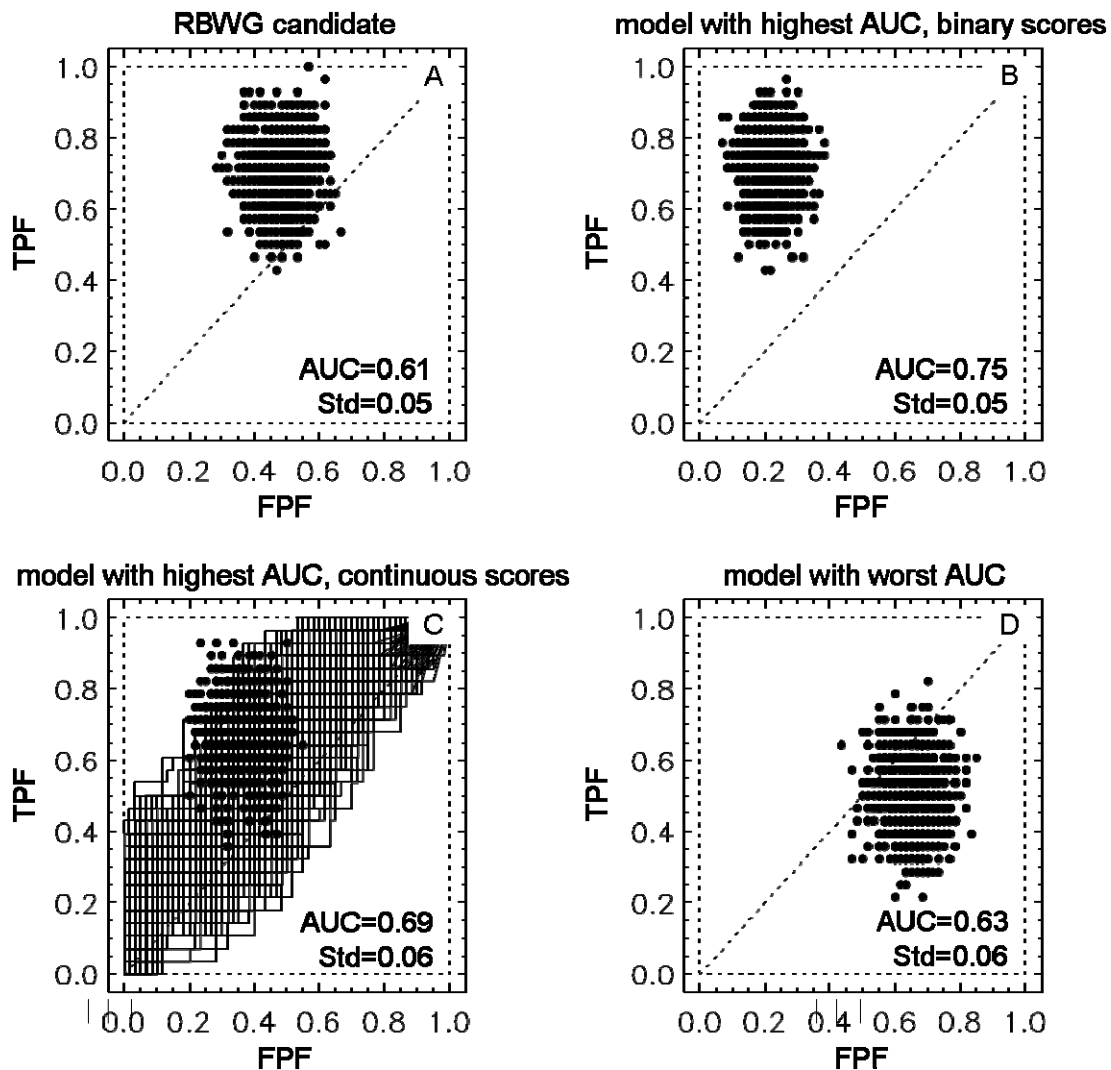 RBWG candidate
A
1.0
0.8
0.6
0.4
0.2
0.0
TPF
AUC=0.61
Std=0.05
0.0 0.2 0.4 0.6 0.8 1.0
FPF
model with highest AUC, binary scores
B
1.0
0.8
0.6
0.4
0.2
0.0
TPF
AUC=0.75
Std=0.05
0.0 0.2 0.4 0.6 0.8 1.0
FPF
model with highest AUC, continuous scores
C
1.0
0.8
0.6
0.4
0.2
0.0
TPF
AUC=0.69
Std=0.06
0.0 0.2 0.4 0.6 0.8 1.0
FPF
model with worst AUC
D
1.0
0.8
0.6
0.4
0.2
0.0
TPF
AUC=0.63
Std=0.06
0.0 0.2 0.4 0.6 0.8 1.0
FPF